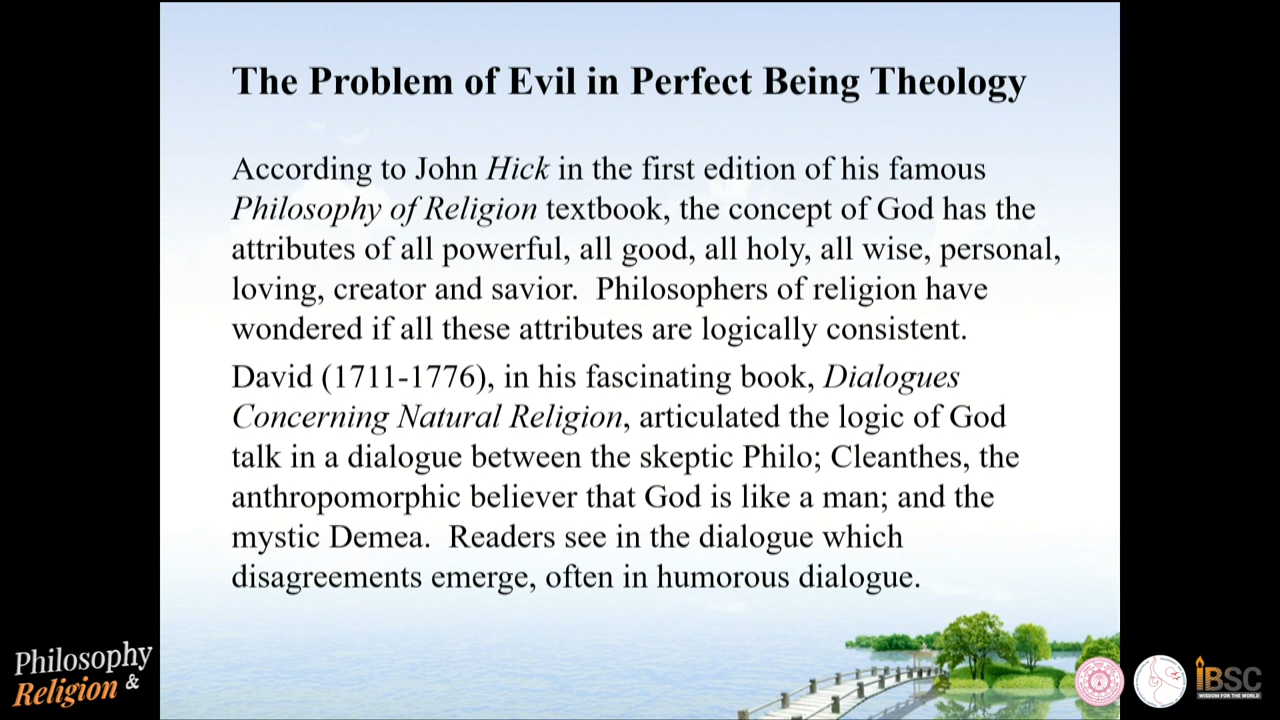 The Problem of Evil in Perfect Being Theology
According to John Hick in the first edition of his famous
Philosophy of Religion textbook, the concept of God has the
attributes of all powerful, all good, all holy, all wise, personal,
loving, creator and savior.  Philosophers of religion have
wondered if all these attributes are logically consistent.
David (1711-1776), in his fascinating book, Dialogues
Concerning Natural Religion, articulated the logic of God
talk in a dialogue between the skeptic Philo; Cleanthes, the
anthropomorphic believer that God is like a man; and the
mystic Demea.  Readers see in the dialogue which
disagreements emerge, often in humorous dialogue.
Philosophy
Religion &
iBSC
WISDOM FOR THE WORLD